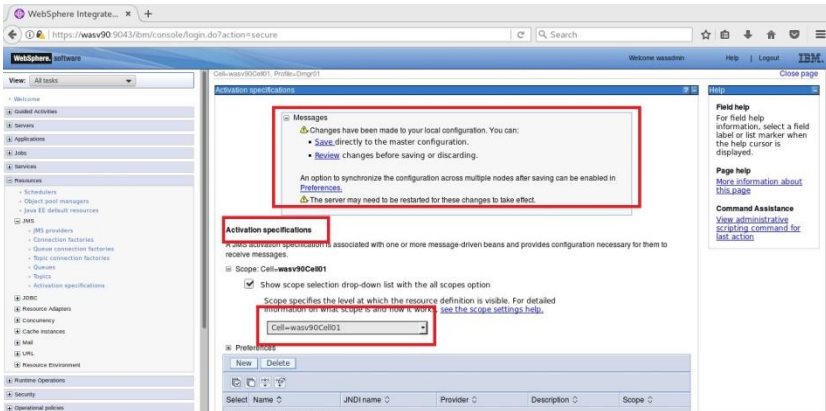 WebSphere Integrate... × +
https://wasv90:9043/ibm/console/login.do?action=secure
Search
WebSphere. software
Welcome wasadmin
Help | Logout
IBM.
View: All tasks
Welcome
Guided Activities
Servers
Applications
Jobs
Services
Resources
Schedulers
Object pool managers
Java EE default resources
JMS
JMS providers
Connection factories
Queue connection factories
Topic connection factories
Queues
Topics
Activation specifications
JDBC
Resource Adapters
Concurrency
Cache instances
Mail
URL
Resource Environment
Runtime Operations
Security
Operational policies
Cell=wasv90Cell01, Profile=Dmgr01
Close page
Activation specifications
Messages
Changes have been made to your local configuration. You can:
• Save directly to the master configuration.
• Review changes before saving or discarding.
An option to synchronize the configuration across multiple nodes after saving can be enabled in
Preferences.
The server may need to be restarted for these changes to take effect.
Activation specifications
A JMS activation specification is associated with one or more message-driven beans and provides configuration necessary for them to
receive messages.
Scope: Cell=wasv90Cell01
Show scope selection drop-down list with the all scopes option
Scope specifies the level at which the resource definition is visible. For detailed
information on what scope is and how it works, see the scope settings help.
Cell=wasv90Cell01
Preferences
New Delete
Select Name JNDI name Provider Description Scope
Help
Field help
For field help
information, select a field
label or list marker when
the help cursor is
displayed.
Page help
More information about
this page
Command Assistance
View administrative
scripting command for
last action